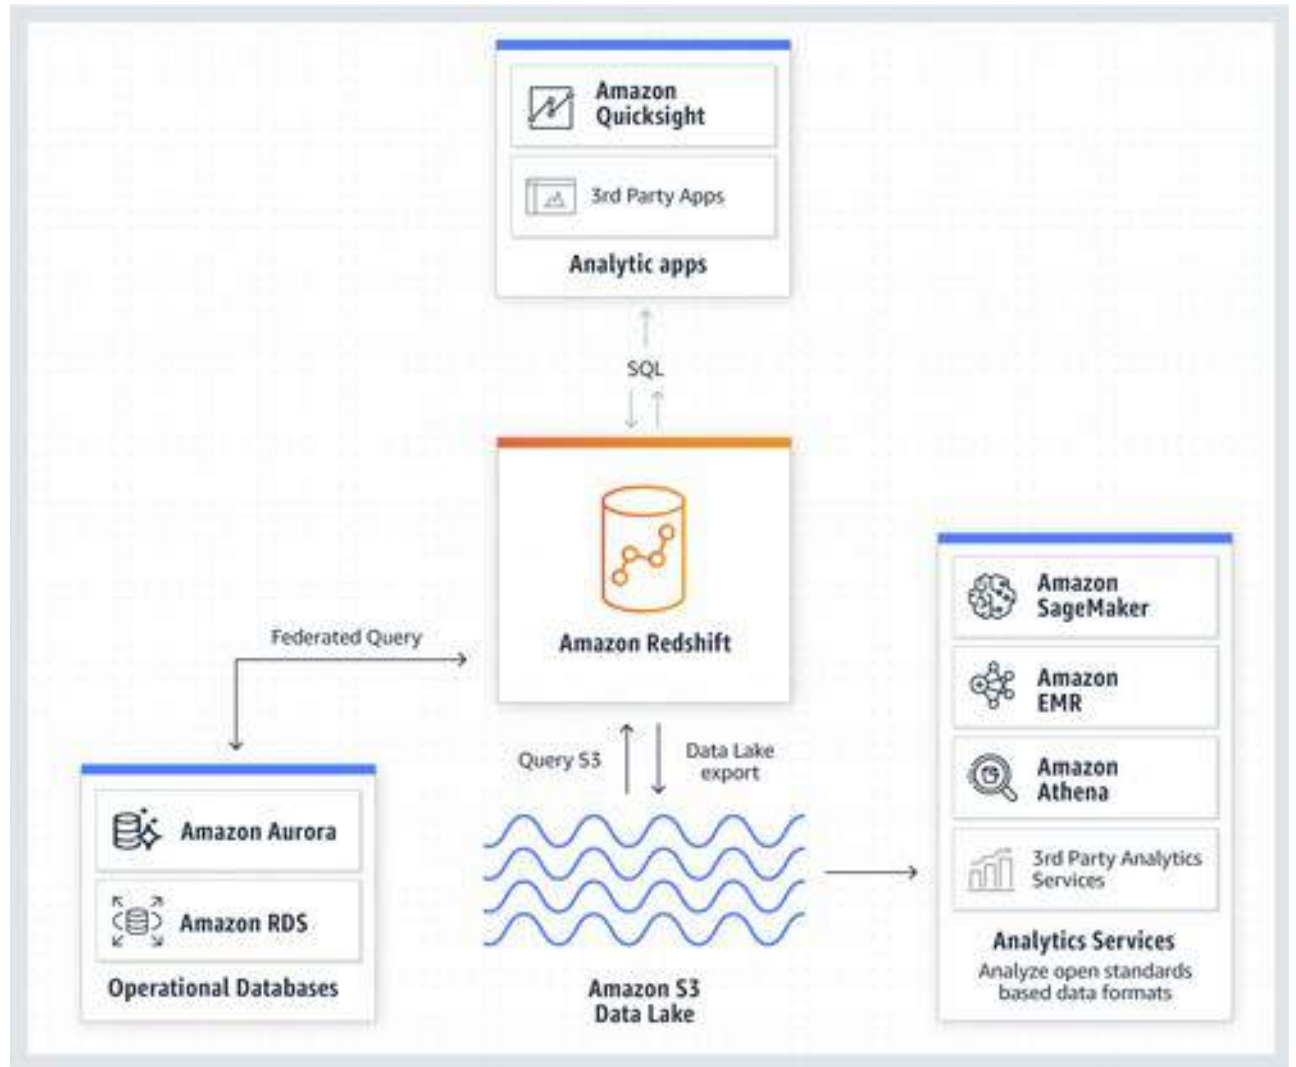 Amazon
Quicksight
3rd Party Apps
Analytic apps
SQL
Amazon Redshift
Federated Query
Query S3
Data Lake
export
Amazon Aurora
Amazon RDS
Operational Databases
Amazon S3
Data Lake
Amazon
SageMaker
Amazon
EMR
Amazon
Athena
3rd Party Analytics
Services
Analytics Services
Analyze open standards
based data formats